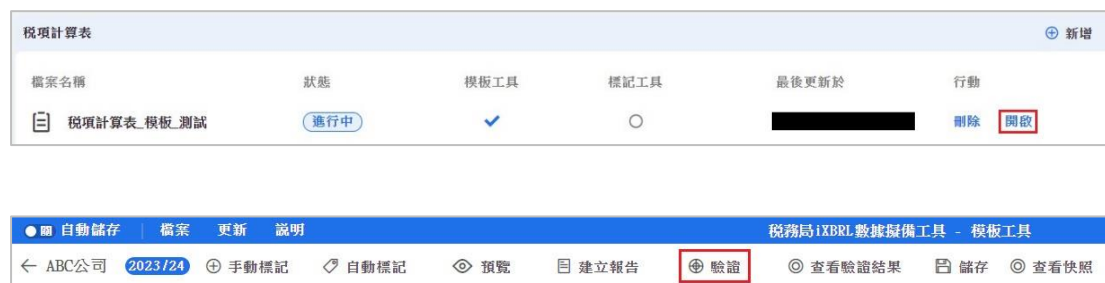 税項計算表 新增
檔案名稱 狀態 模板工具 標記工具 最後更新於 行動
税項計算表_模板_測試 進行中 刪除 開啟
關 自動儲存 檔案 更新 説明 税務局iXBRL數據擬備工具 - 模板工具
ABC公司 2023/24 手動標記 自動標記 預覽 建立報告 驗證 查看驗證結果 儲存 查看快照